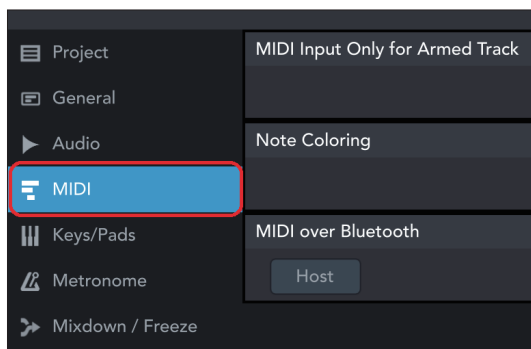 Project
General
Audio
MIDI
Keys/Pads
Metronome
Mixdown / Freeze
MIDI Input Only for Armed Track
Note Coloring
MIDI over Bluetooth
Host